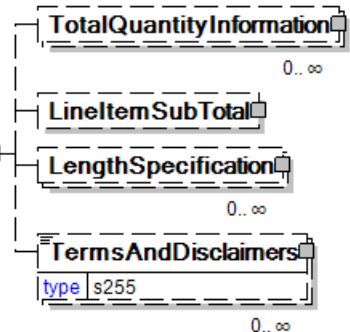 TotalQuantityInformation
0.. ∞
LineItemSubTotal
LengthSpecification
0.. ∞
TermsAndDisclaimers
type s255
0.. ∞